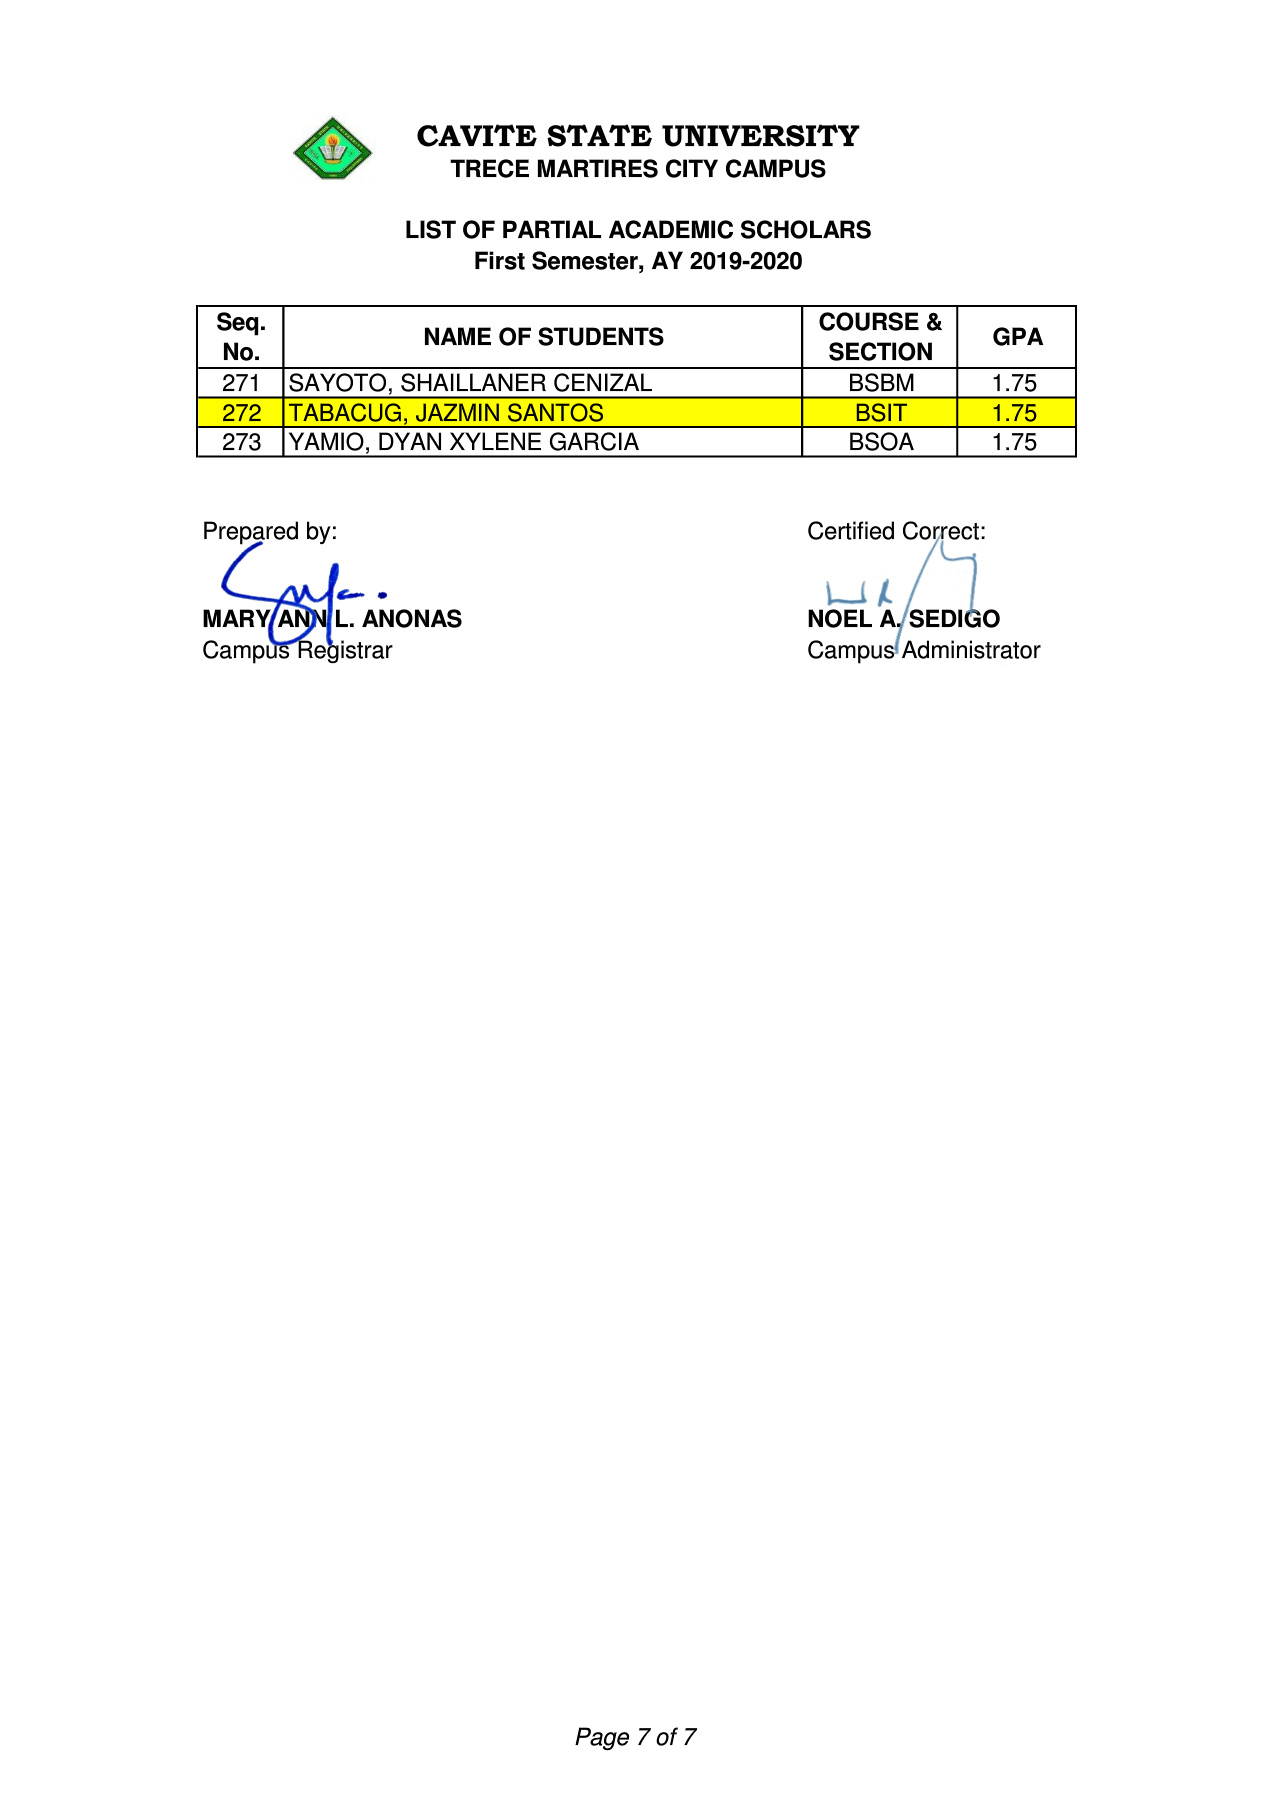 CAVITE STATE UNIVERSITY
TRECE MARTIRES CITY CAMPUS
LIST OF PARTIAL ACADEMIC SCHOLARS
First Semester, AY 2019-2020
Seq. No. NAME OF STUDENTS COURSE & SECTION GPA
271 SAYOTO, SHAILLANER CENIZAL BSBM 1.75
272 TABACUG, JAZMIN SANTOS BSIT 1.75
273 YAMIO, DYAN XYLENE GARCIA BSOA 1.75
Prepared by: Certified Correct:
MARY ANN L. ANONAS NOEL A. SEDIGO
Campus Registrar Campus Administrator
Page 7 of 7